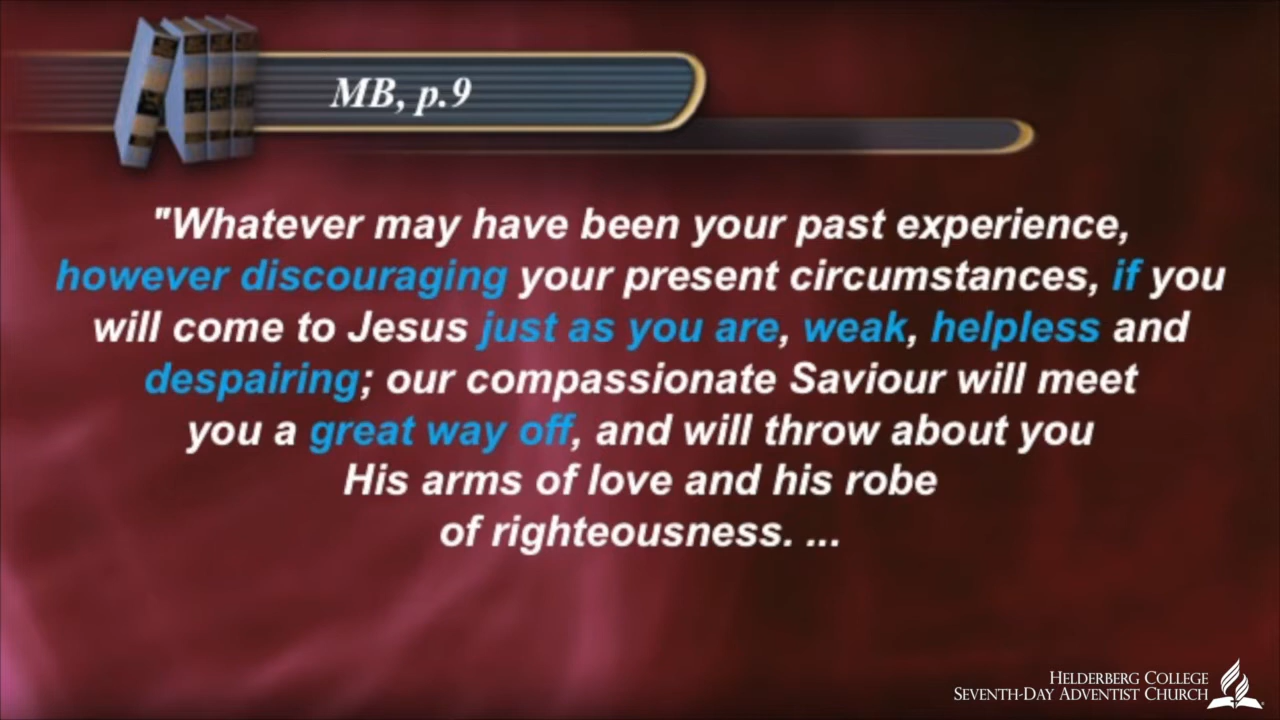 MB, p.9
"Whatever may have been your past experience,
however discouraging your present circumstances, if you
will come to Jesus just as you are, weak, helpless and
despairing; our compassionate Saviour will meet
you a great way off, and will throw about you
His arms of love and his robe
of righteousness. ...
HELDERBERG COLLEGE
SEVENTH-DAY ADVENTIST CHURCH